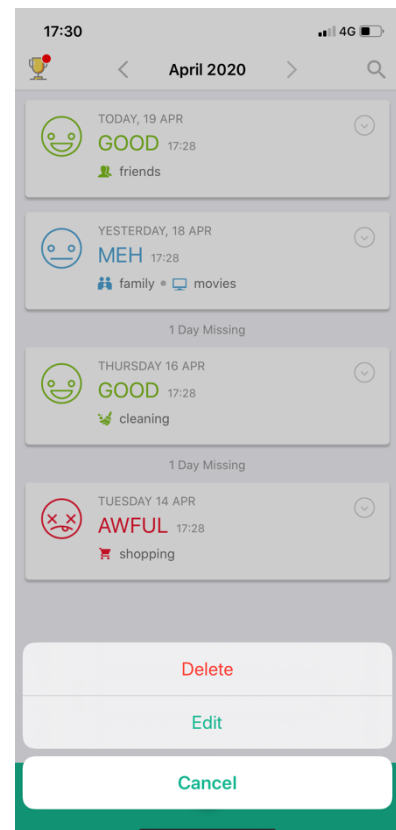 17:30 4G
April 2020
TODAY, 19 APR
GOOD 17:28
friends
YESTERDAY, 18 APR
MEH 17:28
family • movies
1 Day Missing
THURSDAY 16 APR
GOOD 17:28
cleaning
1 Day Missing
TUESDAY 14 APR
AWFUL 17:28
shopping
Delete
Edit
Cancel